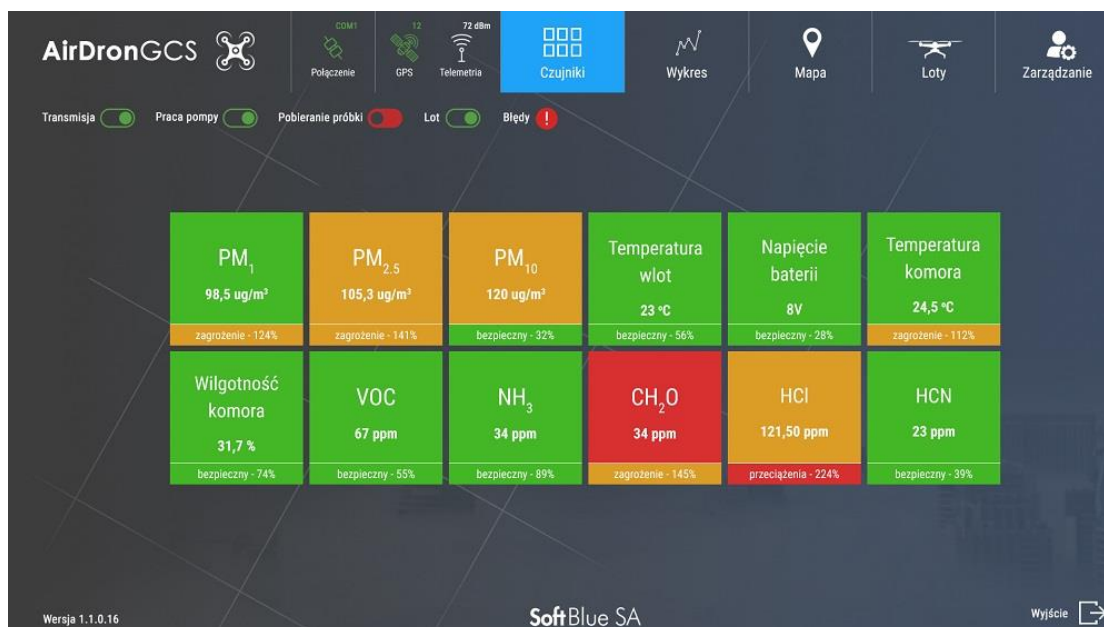 AirDronGCS
COM1
Połączenie
12
GPS
72 dBm
Telemetria
Czujniki
Wykres
Mapa
Loty
Zarządzanie
Transmisja
Praca pompy
Pobieranie próbki
Lot
Błędy !
PM1
98,5 ug/m³
zagrożenie - 124%
PM2.5
105,3 ug/m³
zagrożenie - 141%
PM10
120 ug/m³
bezpieczny - 32%
Temperatura
wlot
23 ºC
bezpieczny - 56%
Napięcie
baterii
8V
bezpieczny - 28%
Temperatura
komora
24,5 ºC
zagrożenie - 112%
Wilgotność
komora
31,7 %
bezpieczny - 74%
VOC
67 ppm
bezpieczny - 55%
NH3
34 ppm
bezpieczny - 89%
CH2O
34 ppm
zagrożenie - 145%
HCl
121,50 ppm
przeciążenia - 224%
HCN
23 ppm
bezpieczny - 39%
Wersja 1.1.0.16
SoftBlue SA
Wyjście